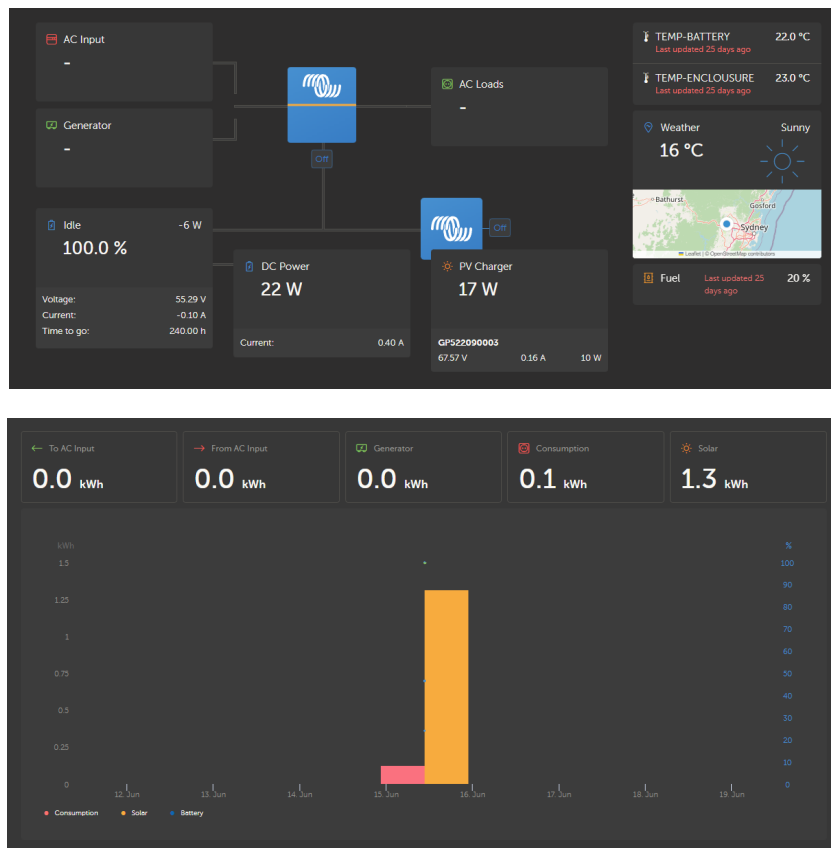 AC Input
-
Generator
-
Off
AC Loads
-
TEMP-BATTERY 22.0 °C
Last updated 25 days ago
TEMP-ENCLOUSURE 23.0 °C
Last updated 25 days ago
Weather Sunny
16 °C
Bathurst
Gosford
Sydney
Leaflet | © OpenStreetMap contributors
Fuel Last updated 25 days ago 20 %
Idle -6 W
100.0 %
Voltage: 55.29 V
Current: -0.10 A
Time to go: 240.00 h
DC Power
22 W
Current: 0.40 A
Off
PV Charger
17 W
GP522090003
67.57 V 0.16 A 10 W
To AC Input
0.0 kWh
From AC Input
0.0 kWh
Generator
0.0 kWh
Consumption
0.1 kWh
Solar
1.3 kWh
kWh %
1.5
1.25
1
0.75
0.5
0.25
0
100
90
80
70
60
50
40
30
20
10
0
12. Jun 13. Jun 14. Jun 15. Jun 16. Jun 17. Jun 18. Jun 19. Jun
Consumption Solar Battery